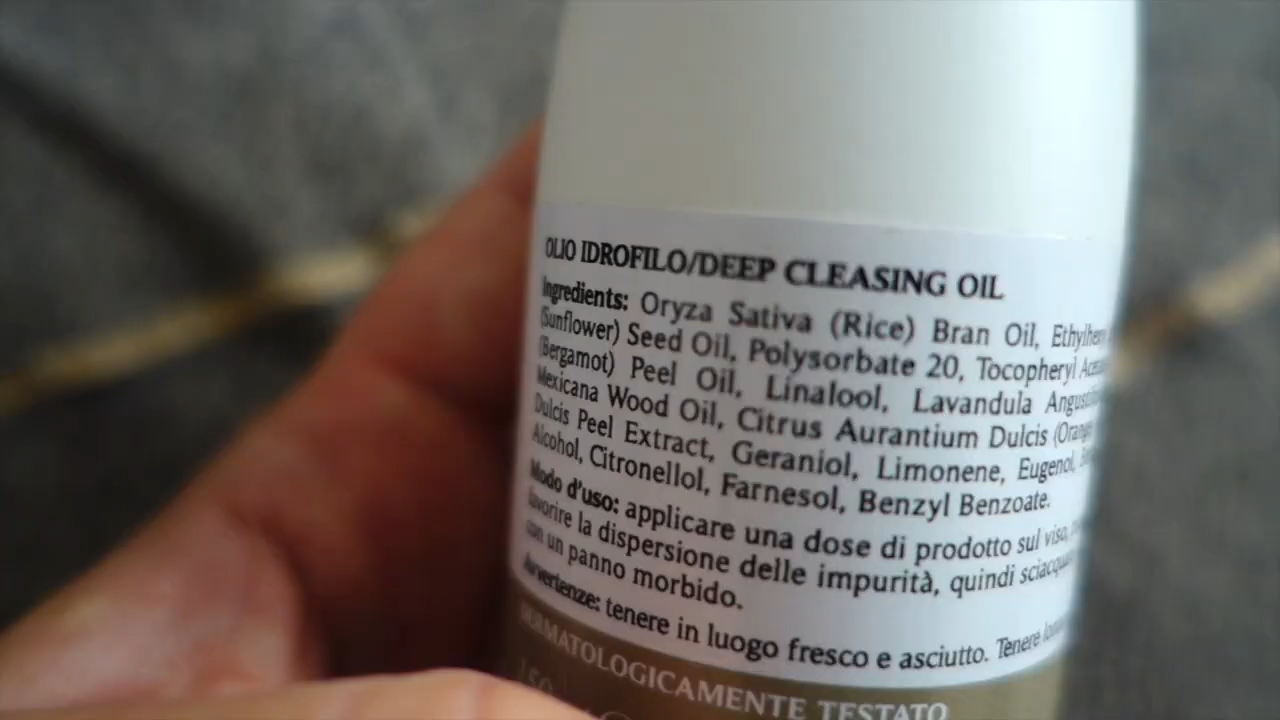 OLIO IDROFILO/DEEP CLEASING OIL
Ingredients: Oryza Sativa (Rice) Bran Oil,
(Sunflower) Seed Oil, Polysorbate 20, Tocopheryl
(Bergamot) Peel Oil, Linalool, Lavandula
Mexicana Wood Oil, Citrus Aurantium Dulcis (Orange)
Dulcis Peel Extract, Geraniol, Limonene, Eugenol,
Alcohol, Citronellol, Farnesol, Benzyl Benzoate.
Modo d'uso: applicare una dose di prodotto sul viso,
favorire la dispersione delle impurità, quindi
con un panno morbido.
Avvertenze: tenere in luogo fresco e asciutto. Tenere
DERMATOLOGICAMENTE TESTATO